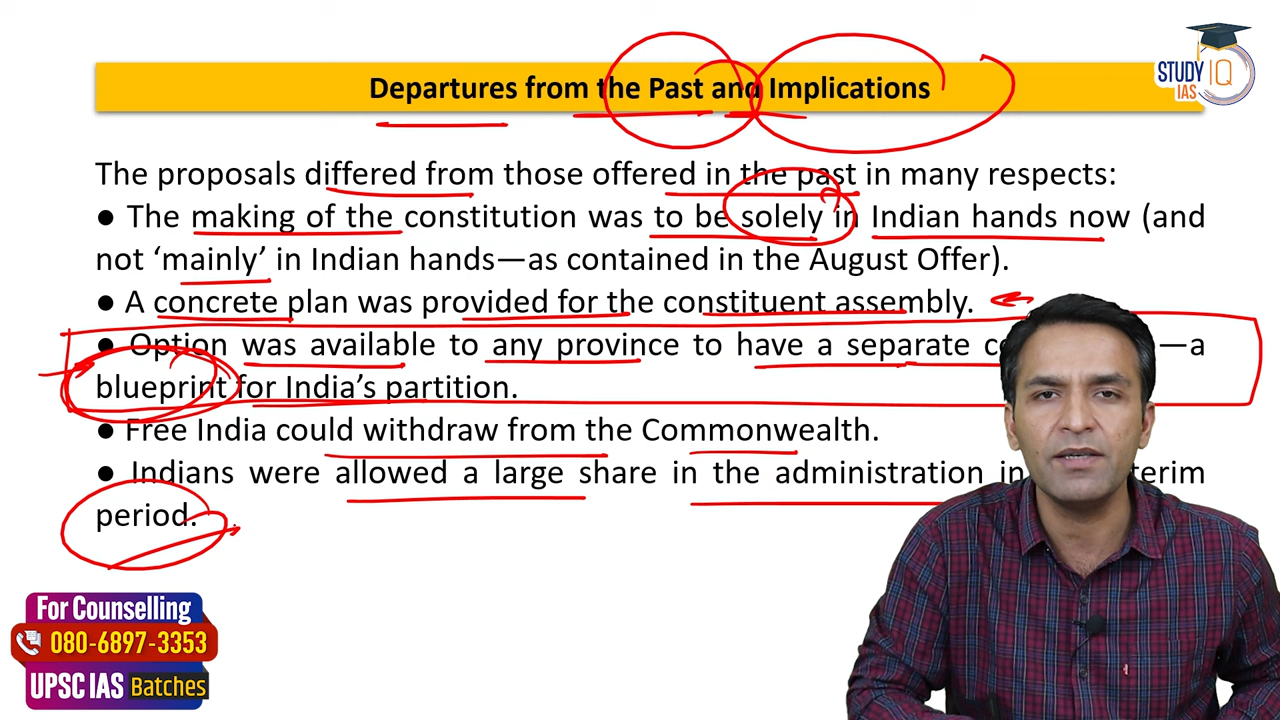 Departures from the Past and Implications
STUDY IQ
IAS
The proposals differed from those offered in the past in many respects:
● The making of the constitution was to be solely in Indian hands now (and
not ‘mainly’ in Indian hands—as contained in the August Offer).
● A concrete plan was provided for the constituent assembly.
● Option was available to any province to have a separate —a
blueprint for India’s partition.
● Free India could withdraw from the Commonwealth.
● Indians were allowed a large share in the administration in
period.
For Counselling
080-6897-3353
UPSC IAS Batches